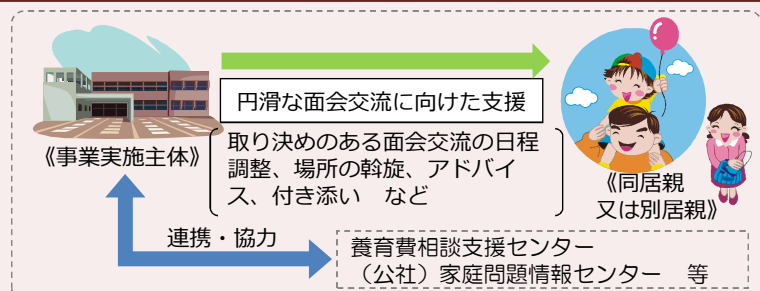 円滑な面会交流に向けた支援
取り決めのある面会交流の日程
調整、場所の斡旋、アドバイ
ス、付き添い　など
《事業実施主体》
《同居親
又は別居親》
連携・協力
養育費相談支援センター
（公社）家庭問題情報センター　等